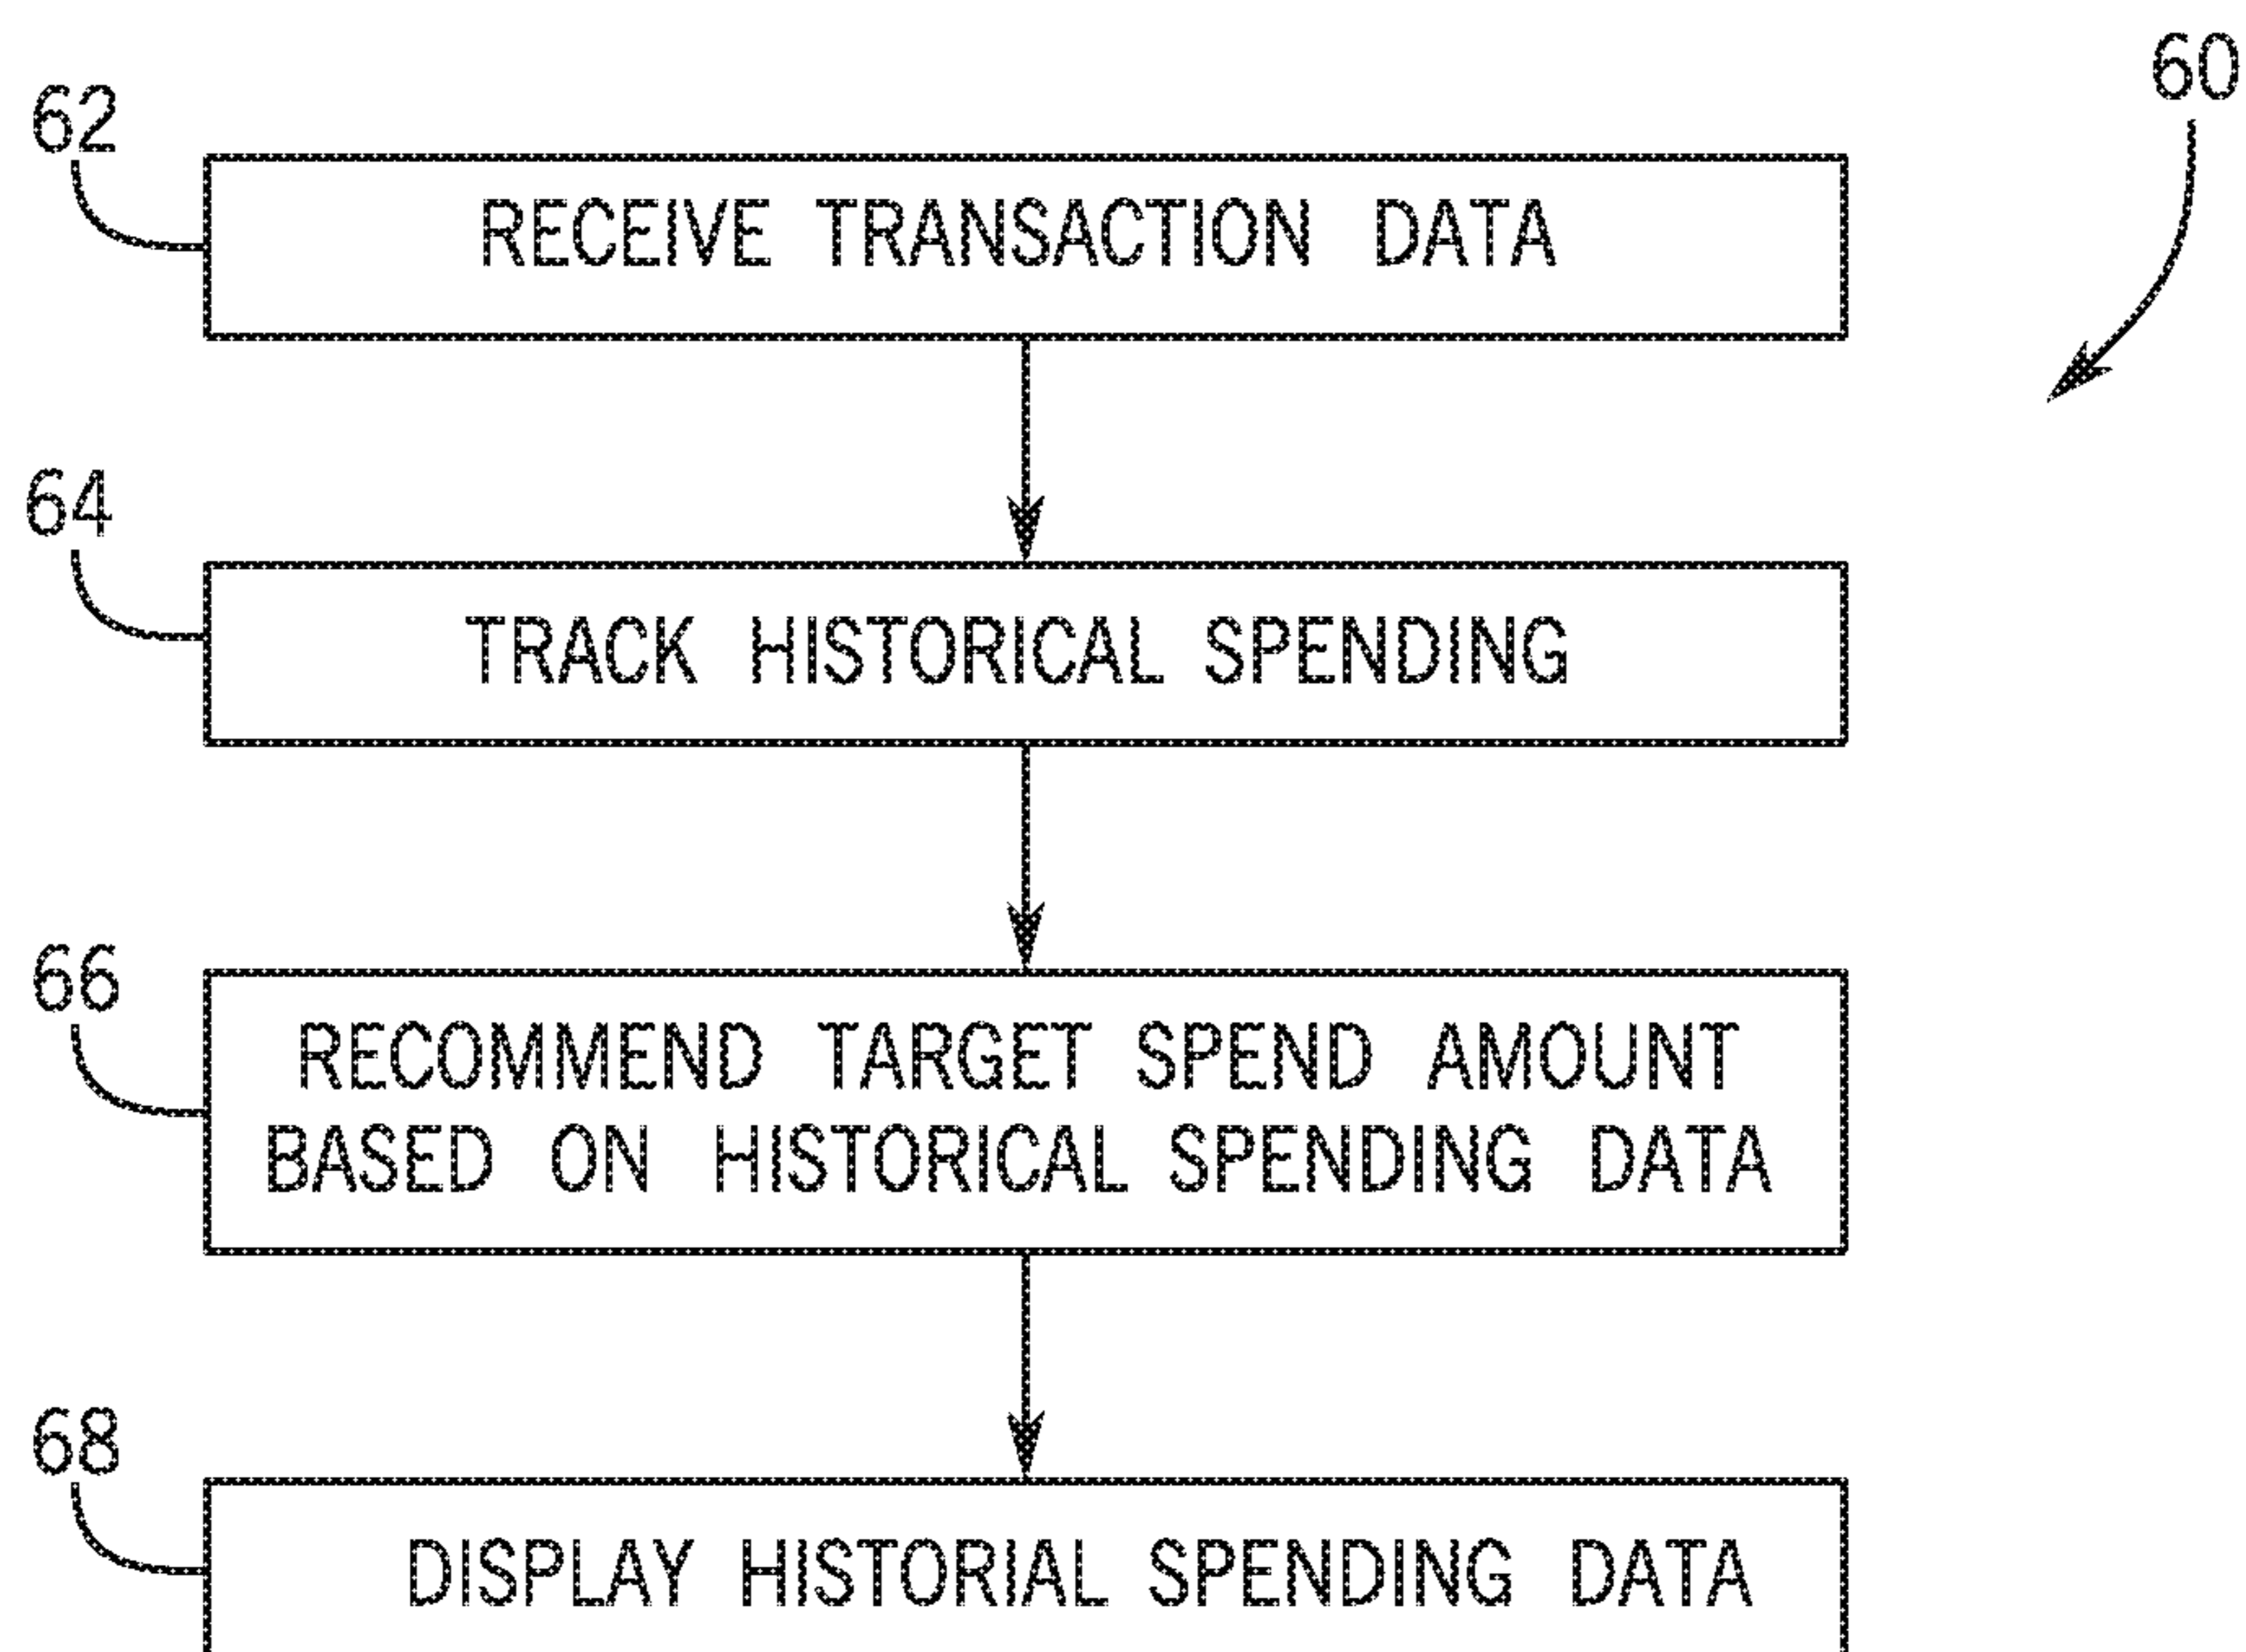 60
62
RECEIVE TRANSACTION DATA
64
TRACK HISTORICAL SPENDING
66
RECOMMEND TARGET SPEND AMOUNT
BASED ON HISTORICAL SPENDING DATA
68
DISPLAY HISTORIAL SPENDING DATA